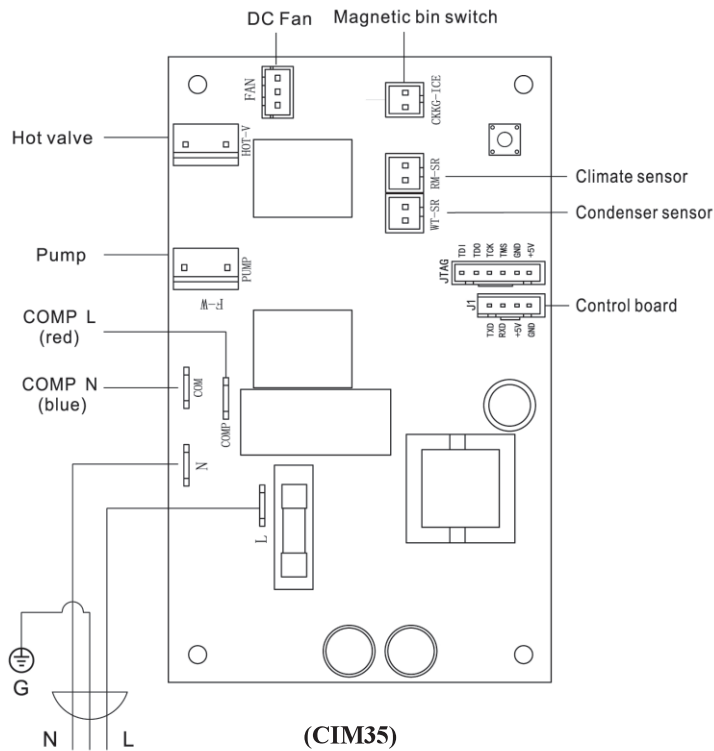 DC Fan
Magnetic bin switch
FAN
CKKG-ICE
Hot valve
HOT-V
RM-SR
Climate sensor
WT-SR
Condenser sensor
Pump
PUMP
F-W
TDI
TDO
TCK
TMS
GND
+5V
JTAG
J1
Control board
TXD
RXD
+5V
GND
COMP L
(red)
COMP N
(blue)
COM
COMP
N
L
G
N
L
(CIM35)